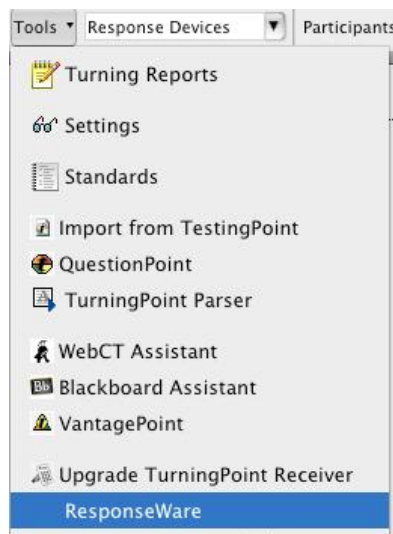 Tools Response Devices Participants
Turning Reports
Settings
Standards
Import from TestingPoint
QuestionPoint
TurningPoint Parser
WebCT Assistant
Bb Blackboard Assistant
VantagePoint
Upgrade TurningPoint Receiver
ResponseWare